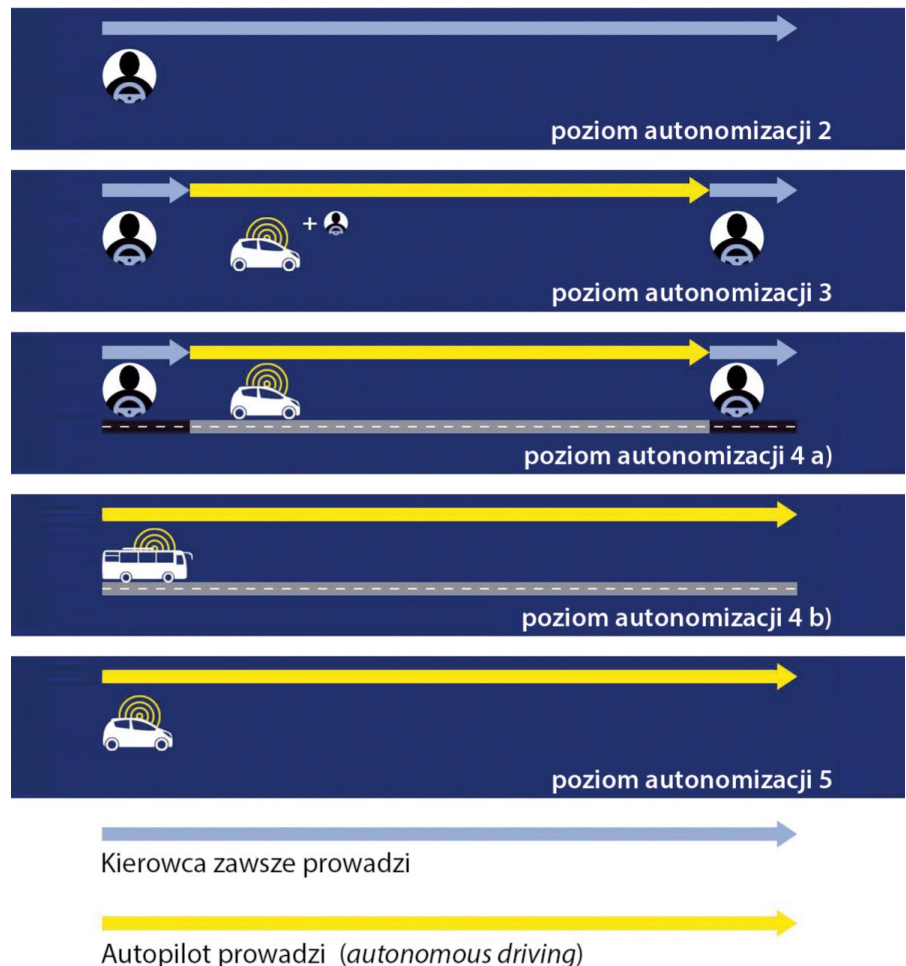 poziom autonomizacji 2
+
poziom autonomizacji 3
poziom autonomizacji 4 a)
poziom autonomizacji 4 b)
poziom autonomizacji 5
Kierowca zawsze prowadzi
Autopilot prowadzi (autonomous driving)